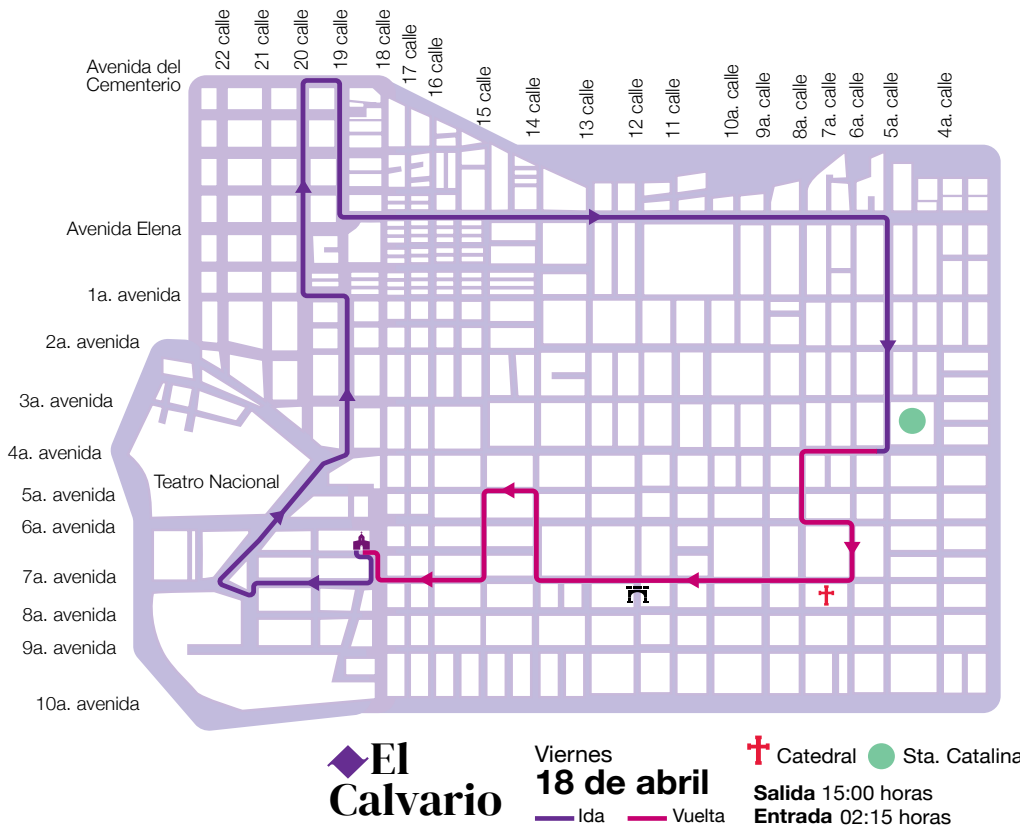 22 calle
21 calle
20 calle
19 calle
18 calle
17 calle
16 calle
15 calle
14 calle
13 calle
12 calle
11 calle
10a. calle
9a. calle
8a. calle
7a. calle
6a. calle
5a. calle
4a. calle
Avenida del
Cementerio
Avenida Elena
1a. avenida
2a. avenida
3a. avenida
4a. avenida
Teatro Nacional
5a. avenida
6a. avenida
7a. avenida
8a. avenida
9a. avenida
10a. avenida
El
Calvario
Viernes
18 de abril
Ida
Vuelta
Catedral
Sta. Catalina
Salida 15:00 horas
Entrada 02:15 horas